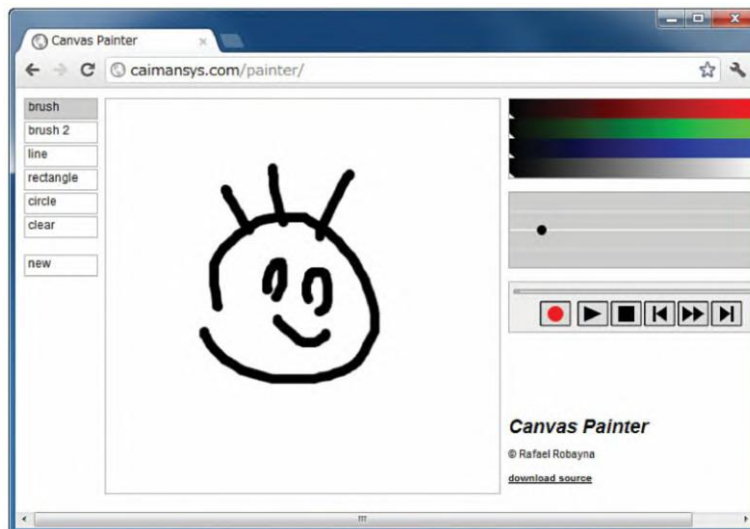 Canvas Painter
caimansys.com/painter/
brush
brush 2
line
rectangle
circle
clear
new
Canvas Painter
© Rafael Robayna
download source